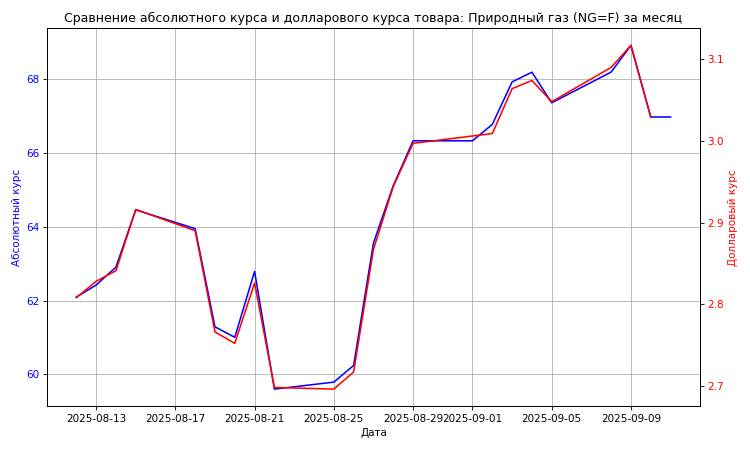 Сравнение абсолютного курса и долларового курса товара: Природный газ (NG=F) за месяц
Абсолютный курс
68
66
64
62
60
3.1
3.0
2.9
2.8
2.7
Долларовый курс
2025-08-13 2025-08-17 2025-08-21 2025-08-25 2025-08-29 2025-09-01 2025-09-05 2025-09-09
Дата